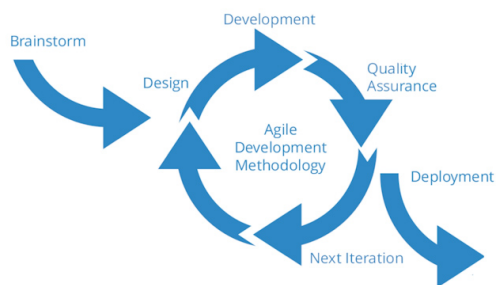 Brainstorm
Design
Development
Quality
Assurance
Agile
Development
Methodology
Deployment
Next Iteration